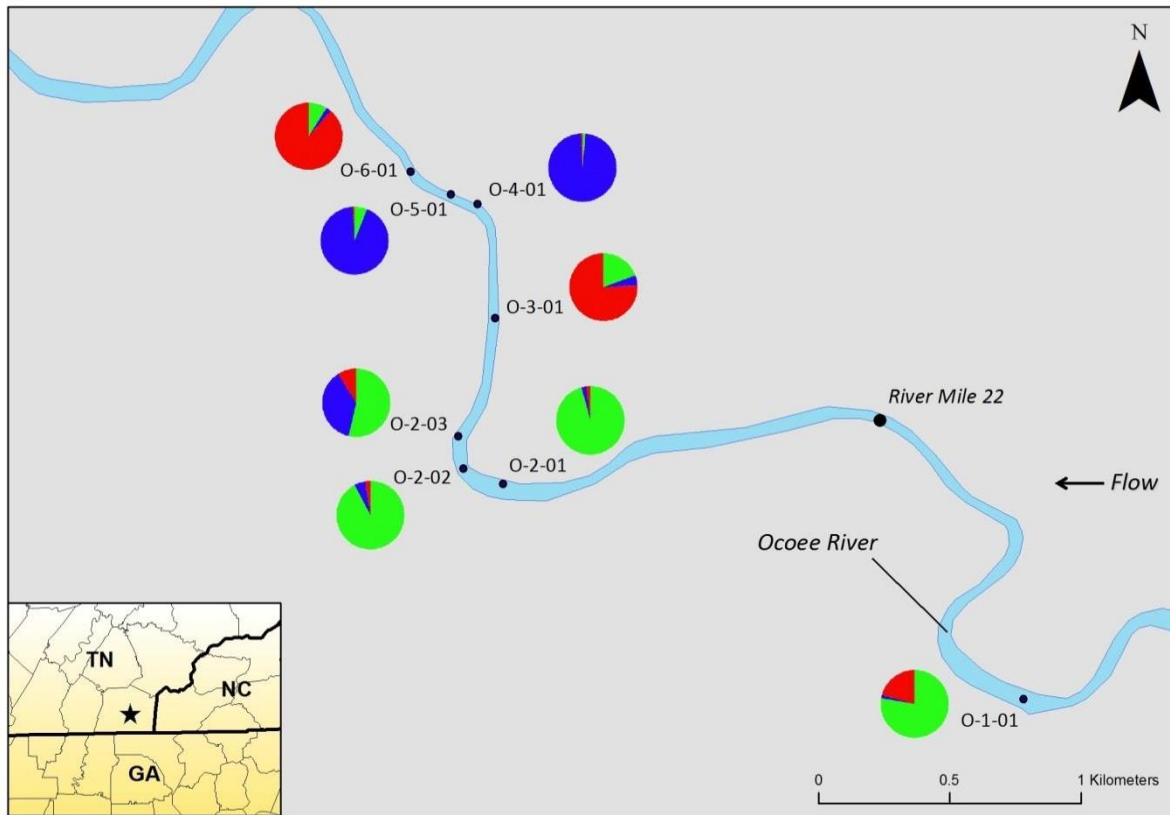 N
O-6-01
O-4-01
O-5-01
O-3-01
River Mile 22
O-2-03
O-2-02
O-2-01
Flow
Ocoee River
TN
NC
GA
O-1-01
0
0.5
1 Kilometers